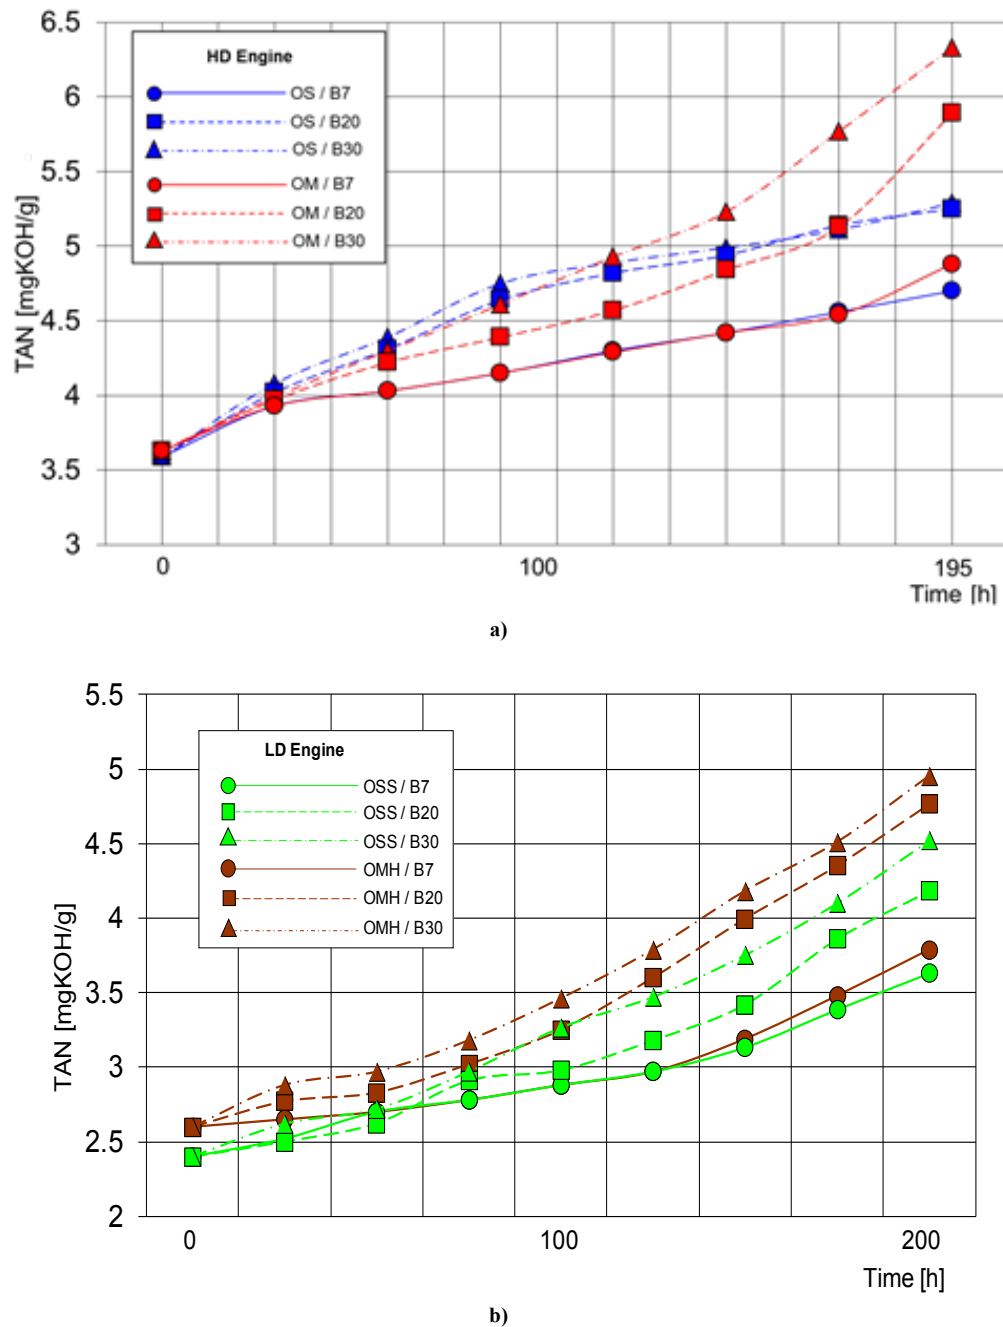 6.5
6
5.5
5
4.5
4
3.5
3
TAN [mgKOH/g]
HD Engine
OS / B7
OS / B20
OS / B30
OM / B7
OM / B20
OM / B30
0
100
195
Time [h]
a)
5.5
5
4.5
4
3.5
3
2.5
2
TAN [mgKOH/g]
LD Engine
OSS / B7
OSS / B20
OSS / B30
OMH / B7
OMH / B20
OMH / B30
0
100
200
Time [h]
b)